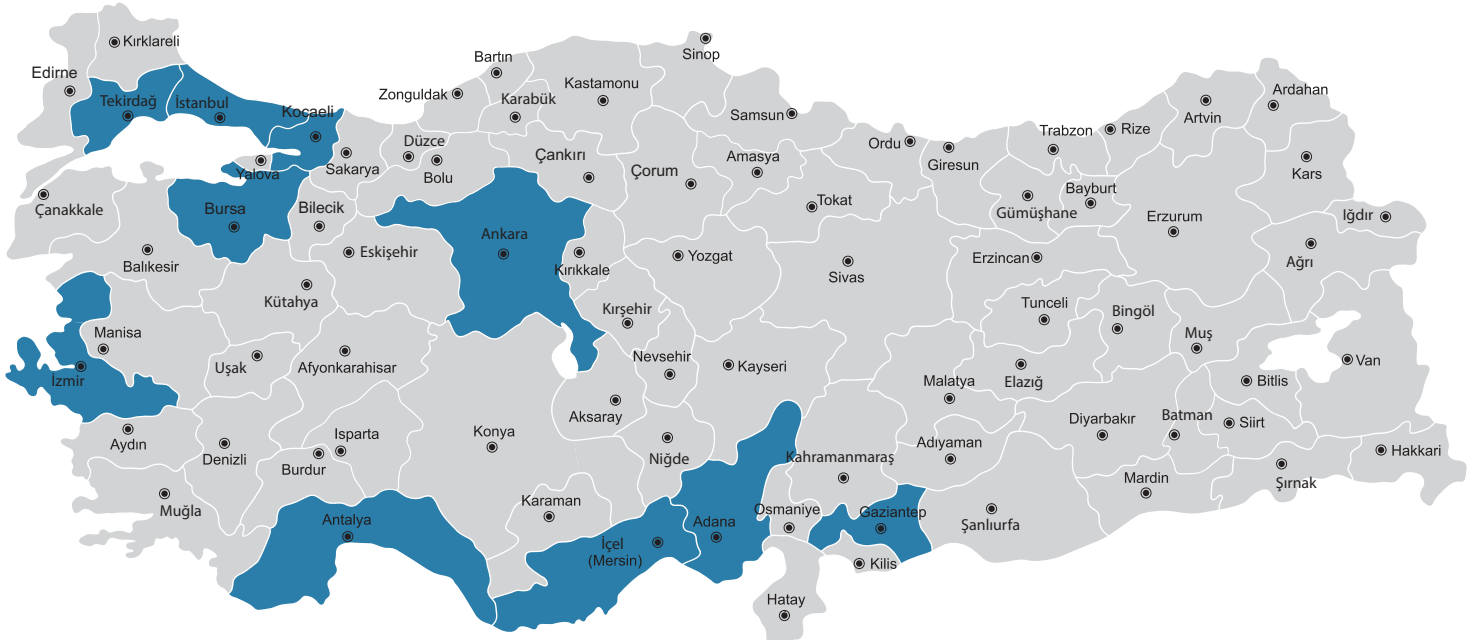 Kırklareli
Sinop
Bartın
Edirne
Kastamonu
Ardahan
Zonguldak
Karabük
Tekirdağ
İstanbul
Kocaeli
Samsun
Artvin
Trabzon
Rize
Düzce
Ordu
Giresun
Çankırı
Amasya
Sakarya
Bolu
Yalova
Çorum
Kars
Bayburt
Tokat
Çanakkale
Bursa
Bilecik
Gümüşhane
Erzurum
Iğdır
Ankara
Eskişehir
Balıkesir
Kırıkkale
Yozgat
Sivas
Erzincan
Ağrı
Kütahya
Kırşehir
Tunceli
Bingöl
Manisa
Muş
Nevsehir
Uşak
Afyonkarahisar
Kayseri
Van
İzmir
Malatya
Elazığ
Bitlis
Aksaray
Aydın
Denizli
Isparta
Burdur
Konya
Niğde
Adıyaman
Diyarbakır
Batman
Siirt
Kahramanmaraş
Hakkari
Muğla
Karaman
Mardin
Şırnak
Antalya
İçel
(Mersin)
Adana
Osmaniye
Gaziantep
Şanlıurfa
Kilis
Hatay